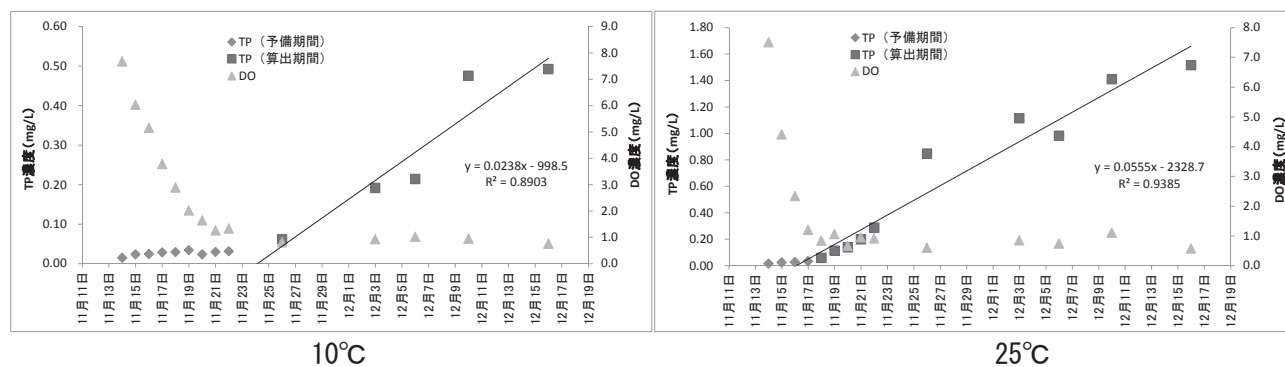 TP（予備期間）
TP（算出期間）
DO
TP濃度(mg/L)
0.60
0.50
0.40
0.30
0.20
0.10
0.00
9.0
8.0
7.0
6.0
5.0
4.0
3.0
2.0
1.0
0.0
DO濃度(mg/L)
y = 0.0238x - 998.5
R² = 0.8903
11月11日
11月13日
11月15日
11月17日
11月19日
11月21日
11月23日
11月25日
11月27日
11月29日
12月1日
12月3日
12月5日
12月7日
12月9日
12月11日
12月13日
12月15日
12月17日
12月19日
10℃
TP（予備期間）
TP（算出期間）
DO
TP濃度(mg/L)
1.80
1.60
1.40
1.20
1.00
0.80
0.60
0.40
0.20
0.00
8.0
7.0
6.0
5.0
4.0
3.0
2.0
1.0
0.0
DO濃度(mg/L)
y = 0.0555x - 2328.7
R² = 0.9385
11月11日
11月13日
11月15日
11月17日
11月19日
11月21日
11月23日
11月25日
11月27日
11月29日
12月1日
12月3日
12月5日
12月7日
12月9日
12月11日
12月13日
12月15日
12月17日
12月19日
25℃